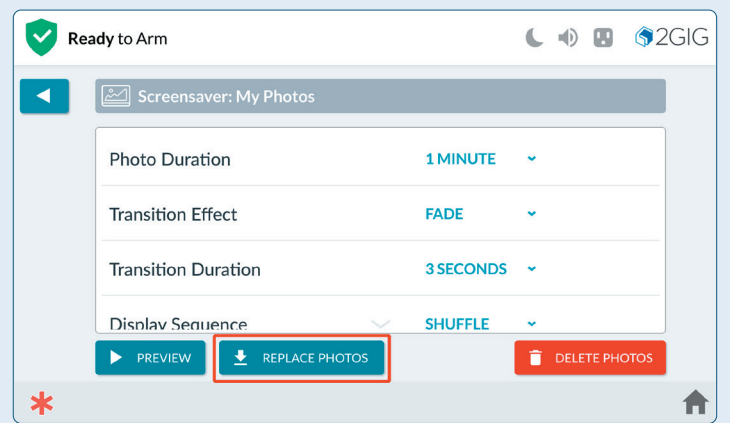 Ready to Arm
2GIG
Screensaver: My Photos
Photo Duration 1 MINUTE
Transition Effect FADE
Transition Duration 3 SECONDS
Display Sequence SHUFFLE
PREVIEW REPLACE PHOTOS DELETE PHOTOS